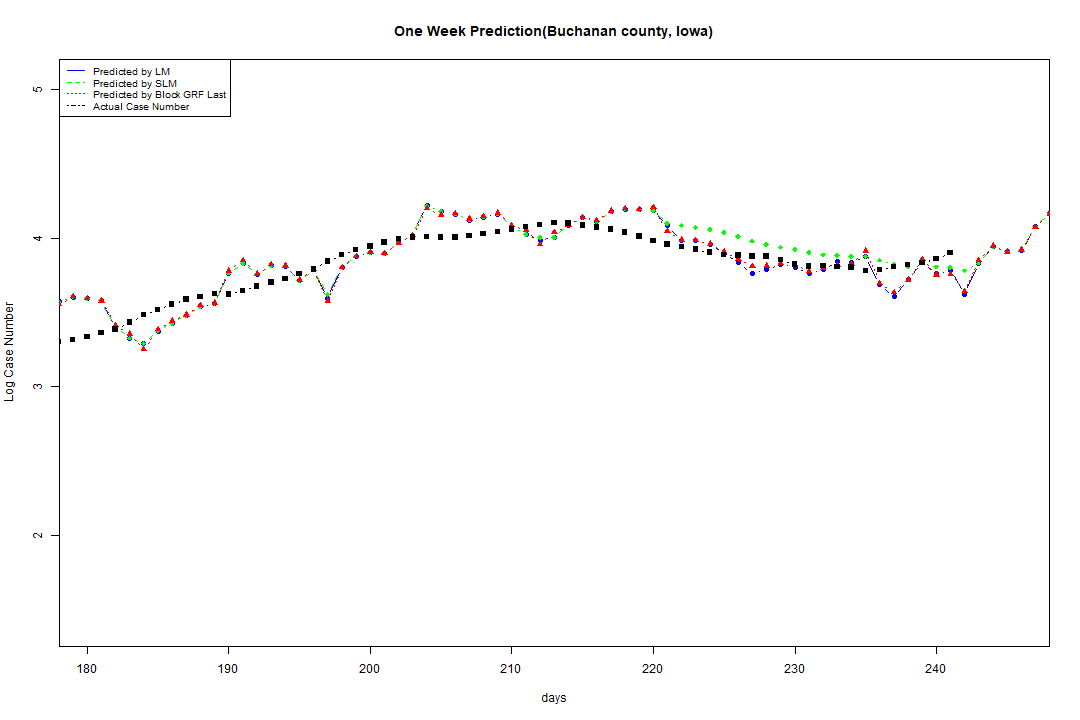 One Week Prediction(Buchanan county, Iowa)
Predicted by LM
Predicted by SLM
Predicted by Block GRF Last
Actual Case Number
5
4
3
2
Log Case Number
180 190 200 210 220 230 240
days